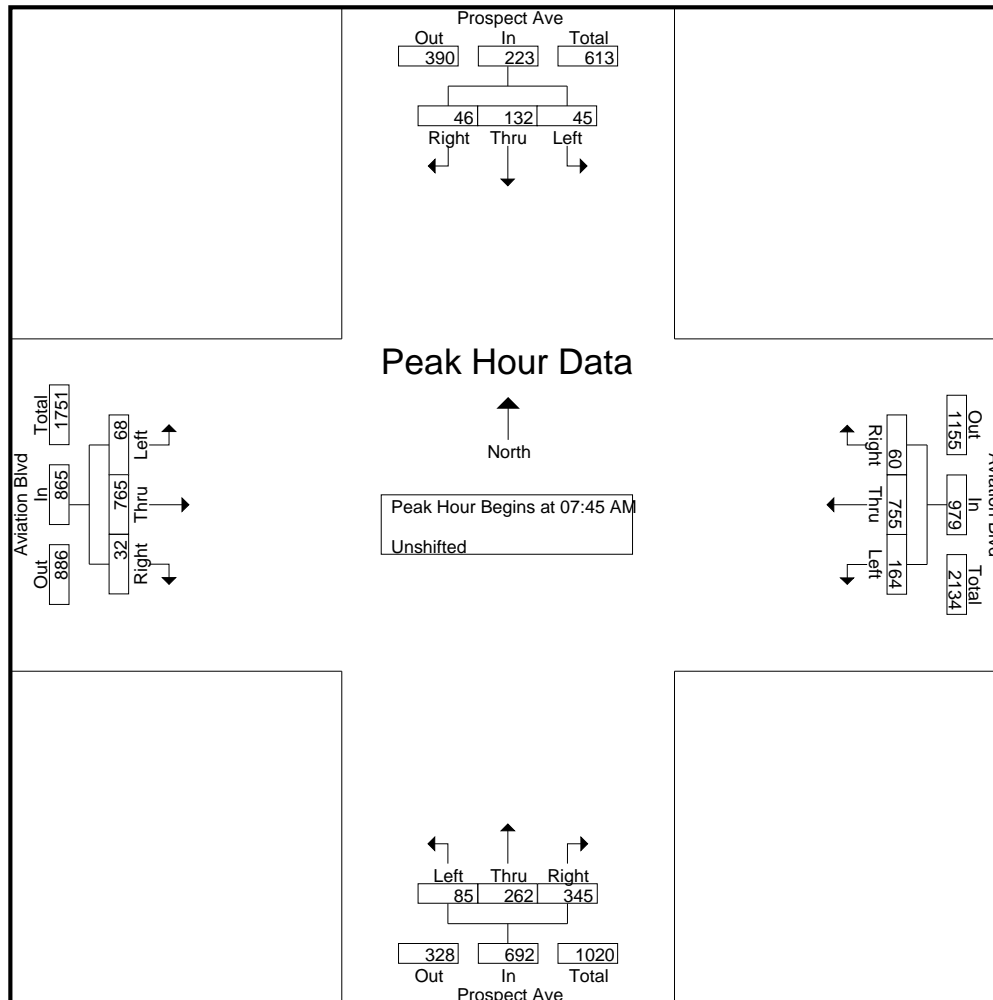 Prospect Ave
Out In Total
390 223 613
46 132 45
Right Thru Left
Peak Hour Data
North
Peak Hour Begins at 07:45 AM
Unshifted
Aviation Blvd
Out In Total
886 865 1751
68 765 32
Left Thru Right
Aviation Blvd
Out In Total
1155 979 2134
60 755 164
Right Thru Left
Left Thru Right
85 262 345
328 692 1020
Out In Total
Prospect Ave